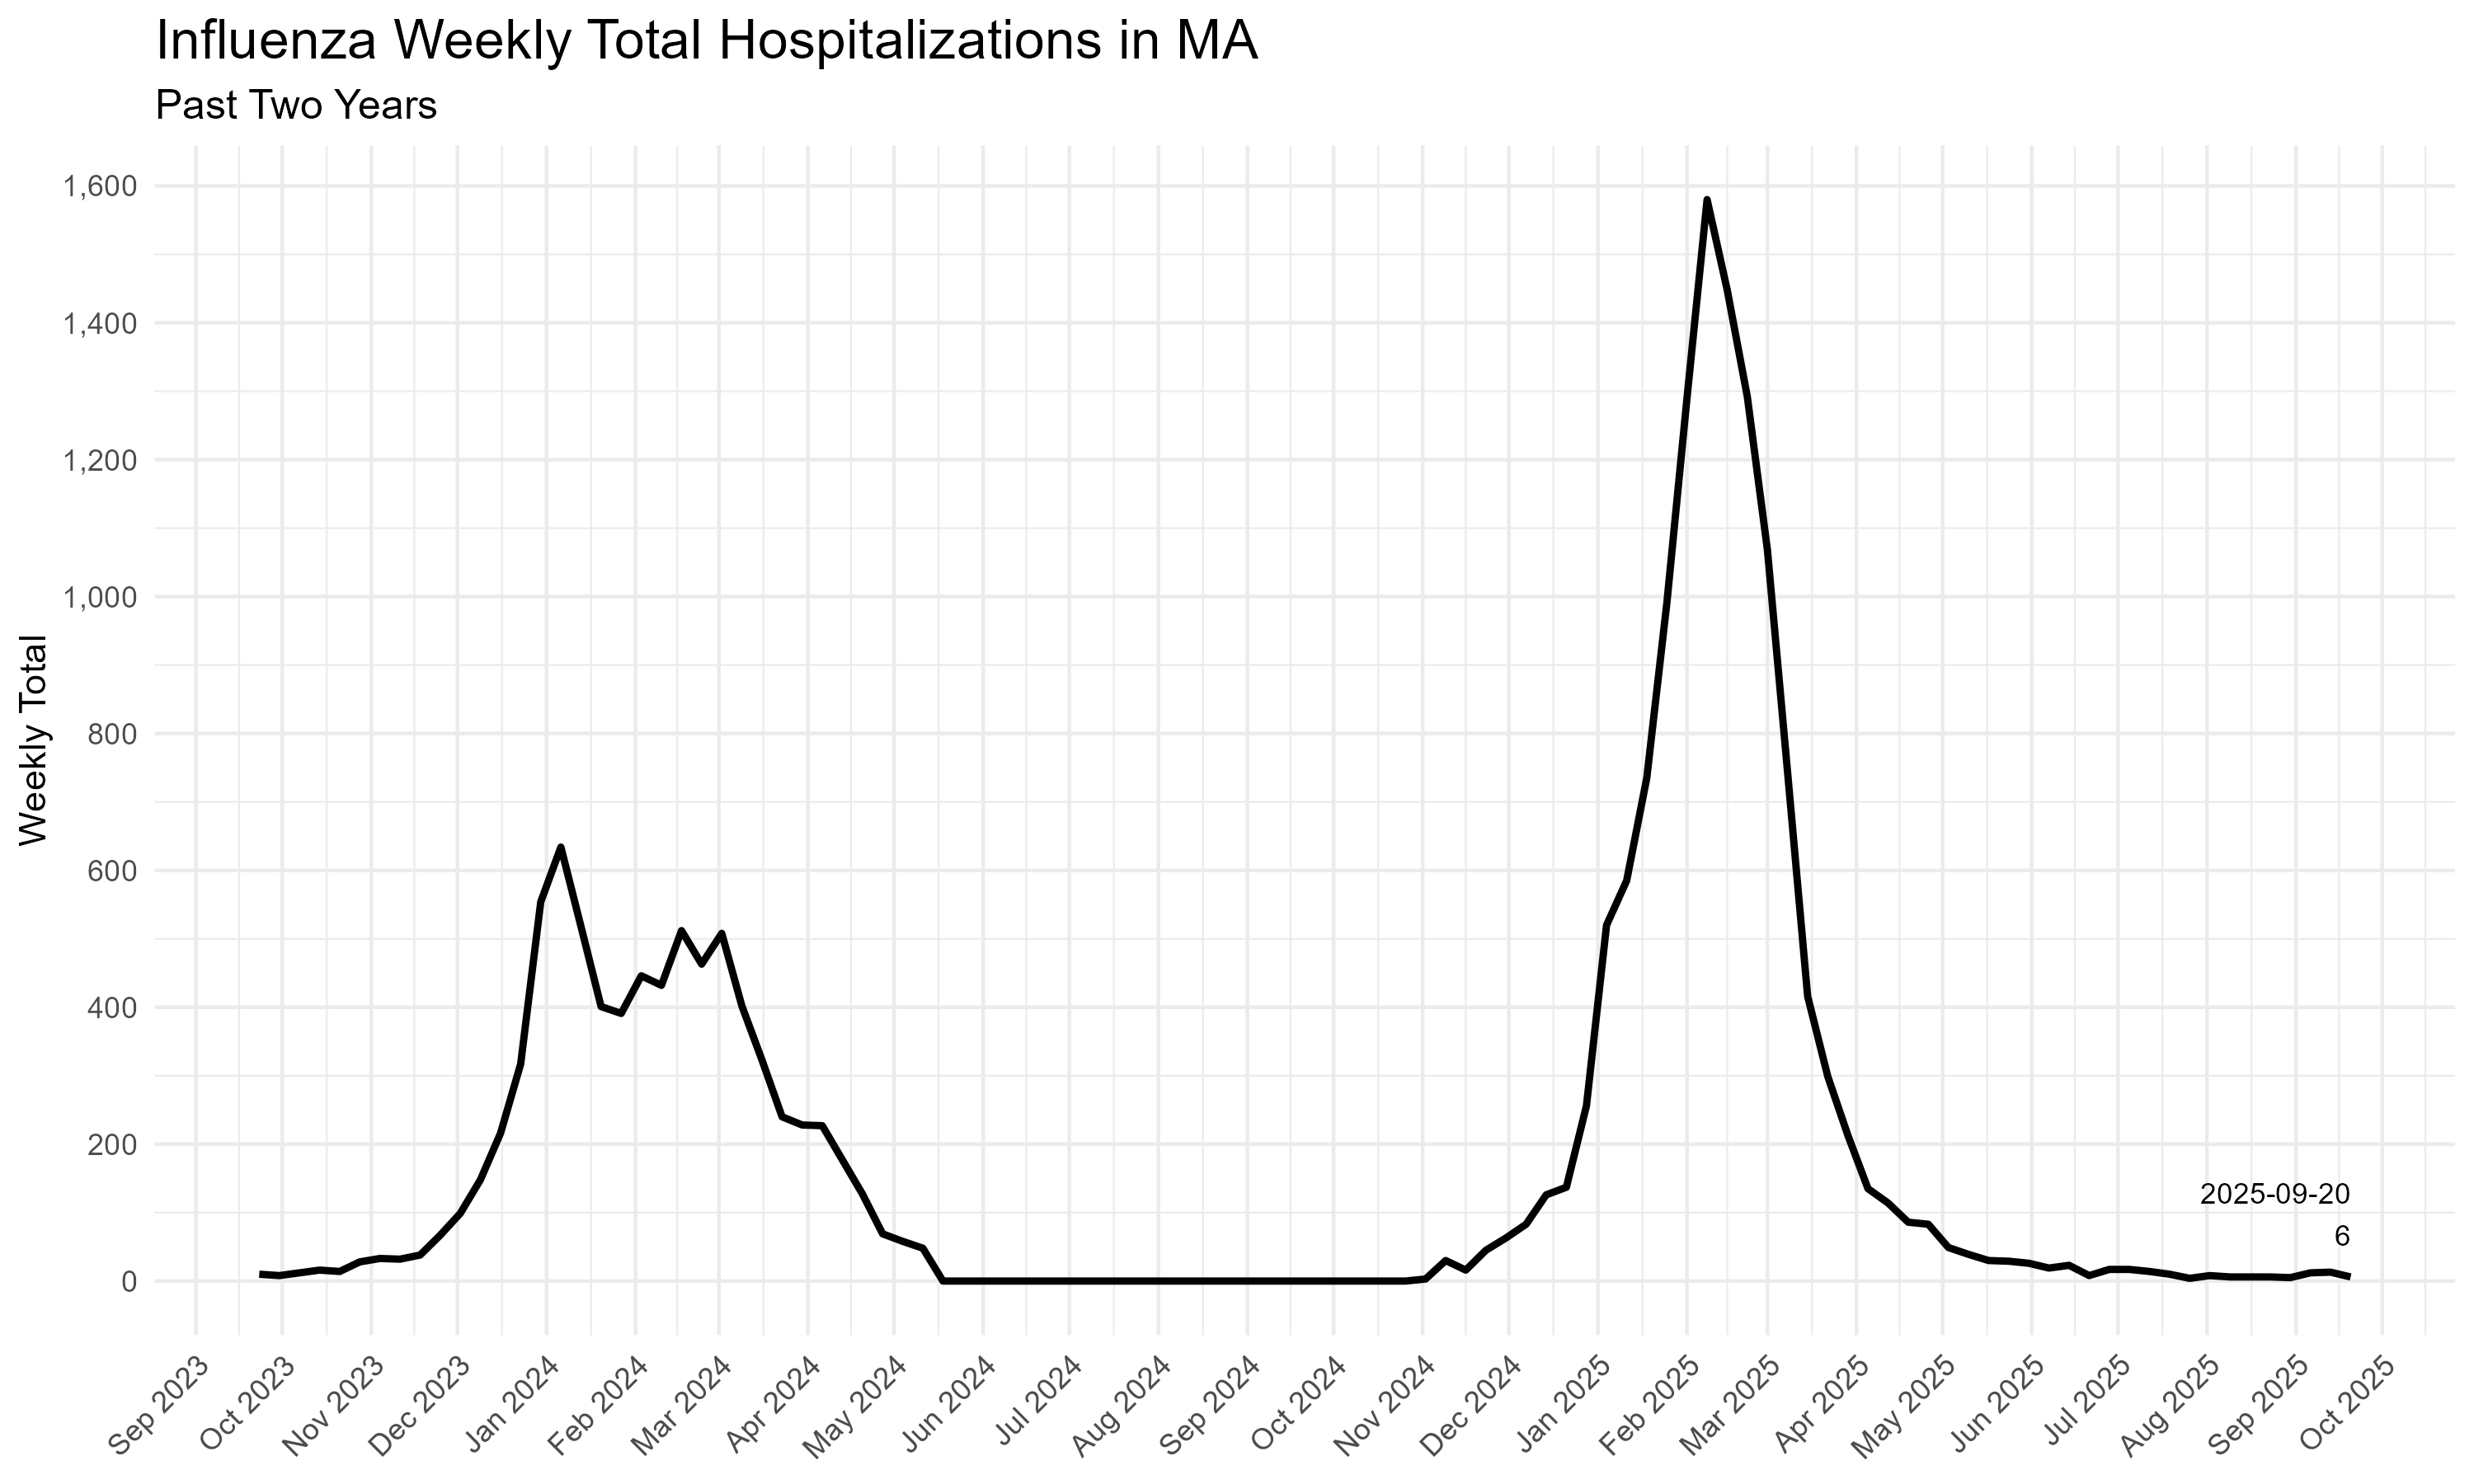 Influenza Weekly Total Hospitalizations in MA
Past Two Years
Weekly Total
1,600
1,400
1,200
1,000
800
600
400
200
0
2025-09-20
6
Sep 2023
Oct 2023
Nov 2023
Dec 2023
Jan 2024
Feb 2024
Mar 2024
Apr 2024
May 2024
Jun 2024
Jul 2024
Aug 2024
Sep 2024
Oct 2024
Nov 2024
Dec 2024
Jan 2025
Feb 2025
Mar 2025
Apr 2025
May 2025
Jun 2025
Jul 2025
Aug 2025
Sep 2025
Oct 2025